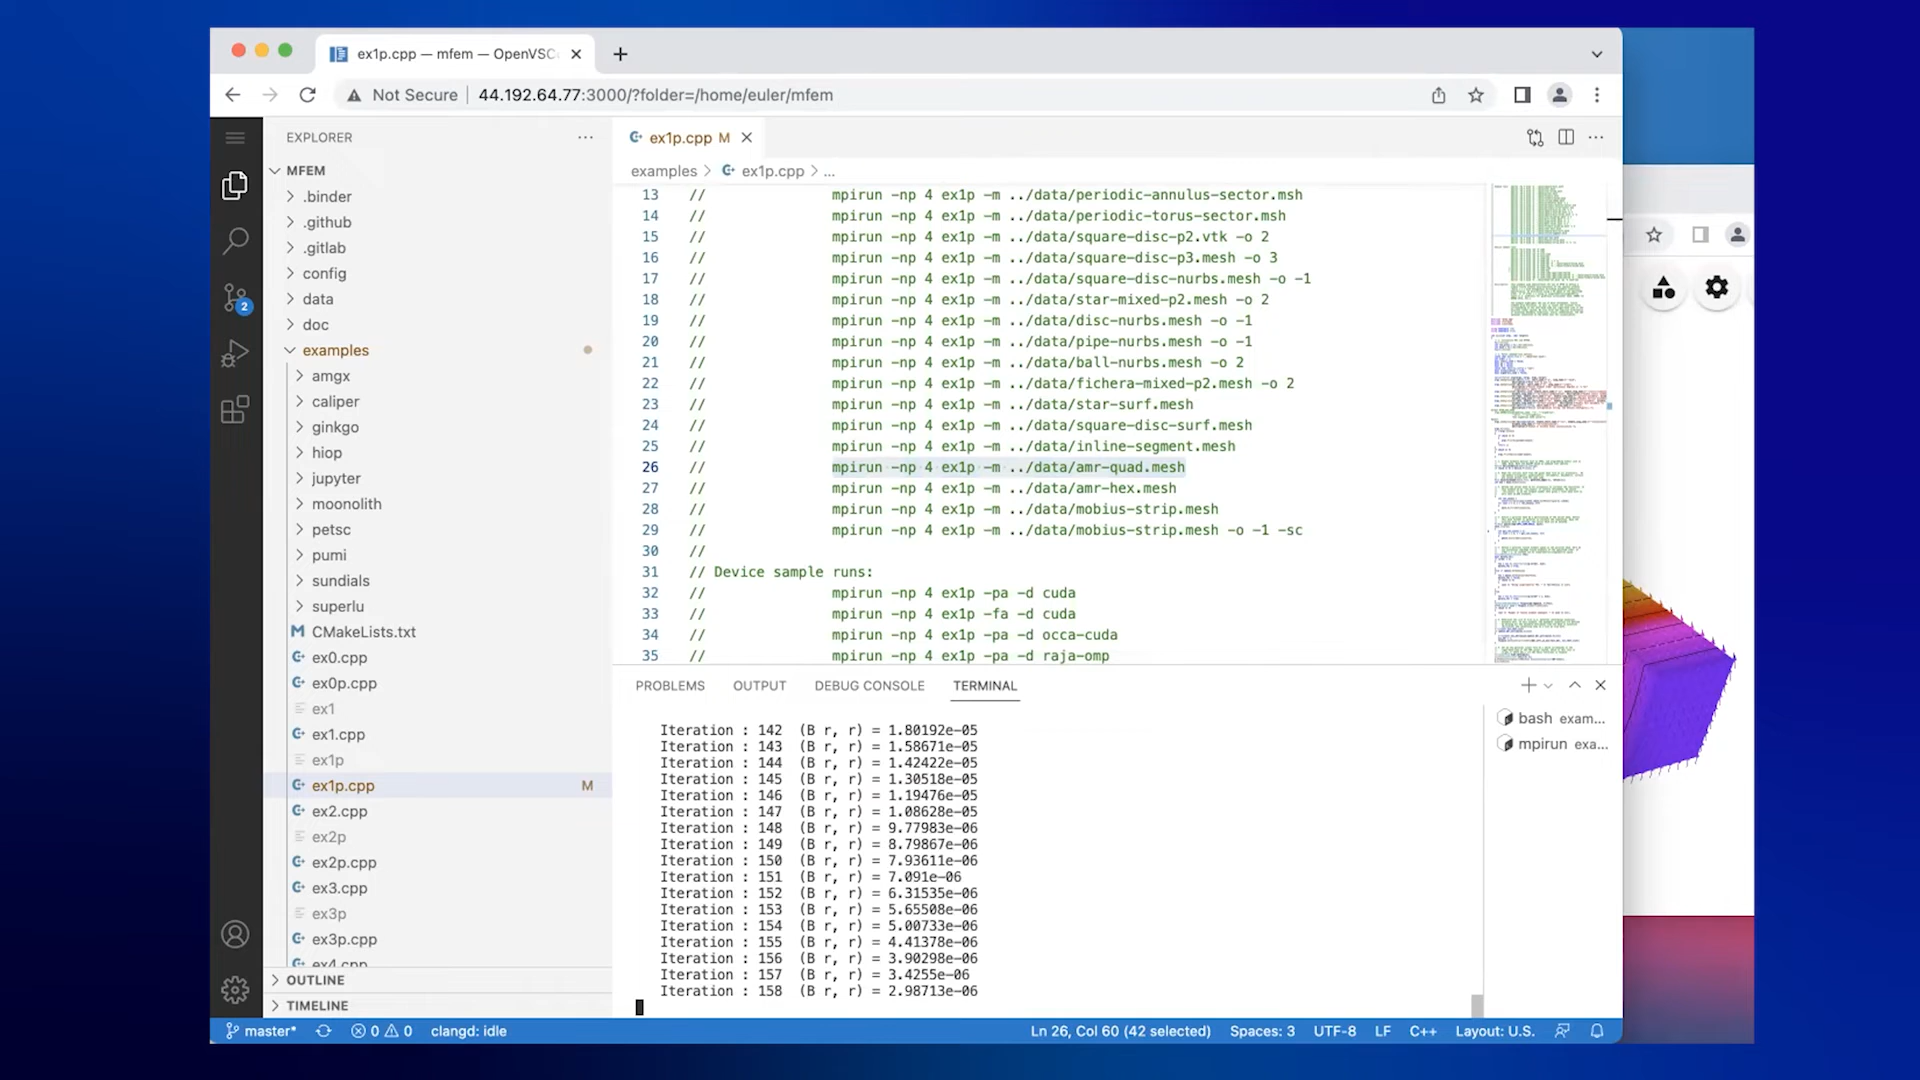 ex1p.cpp — mfem — OpenVSC
Not Secure 44.192.64.77:3000/?folder=/home/euler/mfem
EXPLORER
MFEM
.binder
.github
.gitlab
config
data
doc
examples
amgx
caliper
ginkgo
hiop
jupyter
moonolith
petsc
pumi
sundials
superlu
CMakeLists.txt
ex0.cpp
ex0p.cpp
ex1
ex1.cpp
ex1p
ex1p.cpp M
ex2.cpp
ex2p
ex2p.cpp
ex3.cpp
ex3p
ex3p.cpp
ex4.cpp
OUTLINE
TIMELINE
2
ex1p.cpp M
examples > ex1p.cpp > ...
13 // mpirun -np 4 ex1p -m ../data/periodic-annulus-sector.msh
14 // mpirun -np 4 ex1p -m ../data/periodic-torus-sector.msh
15 // mpirun -np 4 ex1p -m ../data/square-disc-p2.vtk -o 2
16 // mpirun -np 4 ex1p -m ../data/square-disc-p3.mesh -o 3
17 // mpirun -np 4 ex1p -m ../data/square-disc-nurbs.mesh -o -1
18 // mpirun -np 4 ex1p -m ../data/star-mixed-p2.mesh -o 2
19 // mpirun -np 4 ex1p -m ../data/disc-nurbs.mesh -o -1
20 // mpirun -np 4 ex1p -m ../data/pipe-nurbs.mesh -o -1
21 // mpirun -np 4 ex1p -m ../data/ball-nurbs.mesh -o 2
22 // mpirun -np 4 ex1p -m ../data/fichera-mixed-p2.mesh -o 2
23 // mpirun -np 4 ex1p -m ../data/star-surf.mesh
24 // mpirun -np 4 ex1p -m ../data/square-disc-surf.mesh
25 // mpirun -np 4 ex1p -m ../data/inline-segment.mesh
26 // mpirun -np 4 ex1p -m ../data/amr-quad.mesh
27 // mpirun -np 4 ex1p -m ../data/amr-hex.mesh
28 // mpirun -np 4 ex1p -m ../data/mobius-strip.mesh
29 // mpirun -np 4 ex1p -m ../data/mobius-strip.mesh -o -1 -sc
30 //
31 // Device sample runs:
32 // mpirun -np 4 ex1p -pa -d cuda
33 // mpirun -np 4 ex1p -fa -d cuda
34 // mpirun -np 4 ex1p -pa -d occa-cuda
35 // mpirun -np 4 ex1p -pa -d raja-omp
PROBLEMS OUTPUT DEBUG CONSOLE TERMINAL
Iteration : 142 (B r, r) = 1.80192e-05
Iteration : 143 (B r, r) = 1.58671e-05
Iteration : 144 (B r, r) = 1.42422e-05
Iteration : 145 (B r, r) = 1.30518e-05
Iteration : 146 (B r, r) = 1.19476e-05
Iteration : 147 (B r, r) = 1.08628e-05
Iteration : 148 (B r, r) = 9.77983e-06
Iteration : 149 (B r, r) = 8.79867e-06
Iteration : 150 (B r, r) = 7.93611e-06
Iteration : 151 (B r, r) = 7.091e-06
Iteration : 152 (B r, r) = 6.31535e-06
Iteration : 153 (B r, r) = 5.65508e-06
Iteration : 154 (B r, r) = 5.00733e-06
Iteration : 155 (B r, r) = 4.41378e-06
Iteration : 156 (B r, r) = 3.90298e-06
Iteration : 157 (B r, r) = 3.4255e-06
Iteration : 158 (B r, r) = 2.98713e-06
bash exam...
mpirun exa...
master* 0 0 clangd: idle Ln 26, Col 60 (42 selected) Spaces: 3 UTF-8 LF C++ Layout: U.S.